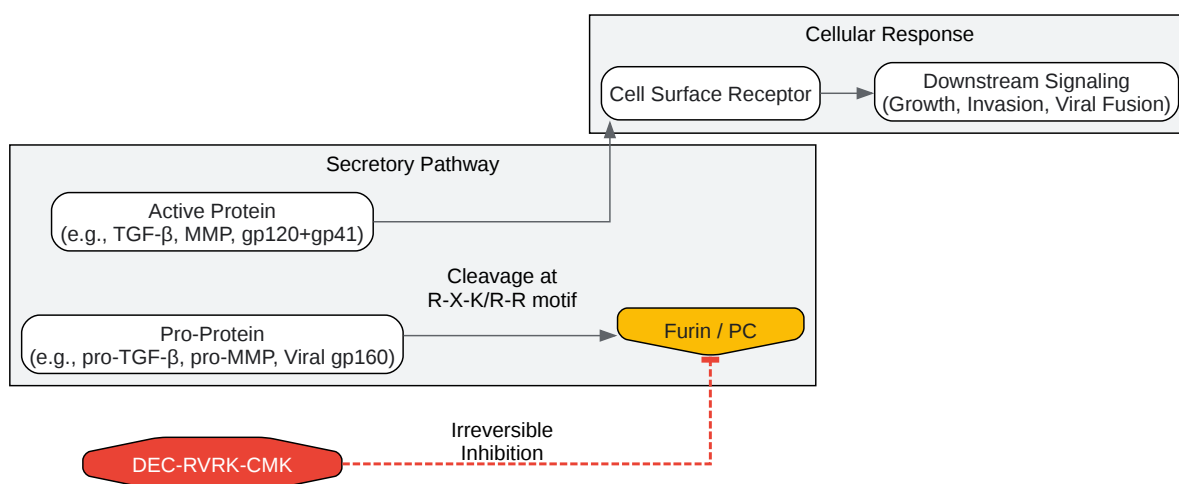 Cellular Response
Cell Surface Receptor
Downstream Signaling
(Growth, Invasion, Viral Fusion)
Secretory Pathway
Active Protein
(e.g., TGF-β, MMP, gp120+gp41)
Cleavage at
R-X-K/R-R motif
Pro-Protein
(e.g., pro-TGF-β, pro-MMP, Viral gp160)
Furin / PC
Irreversible
Inhibition
DEC-RVRK-CMK